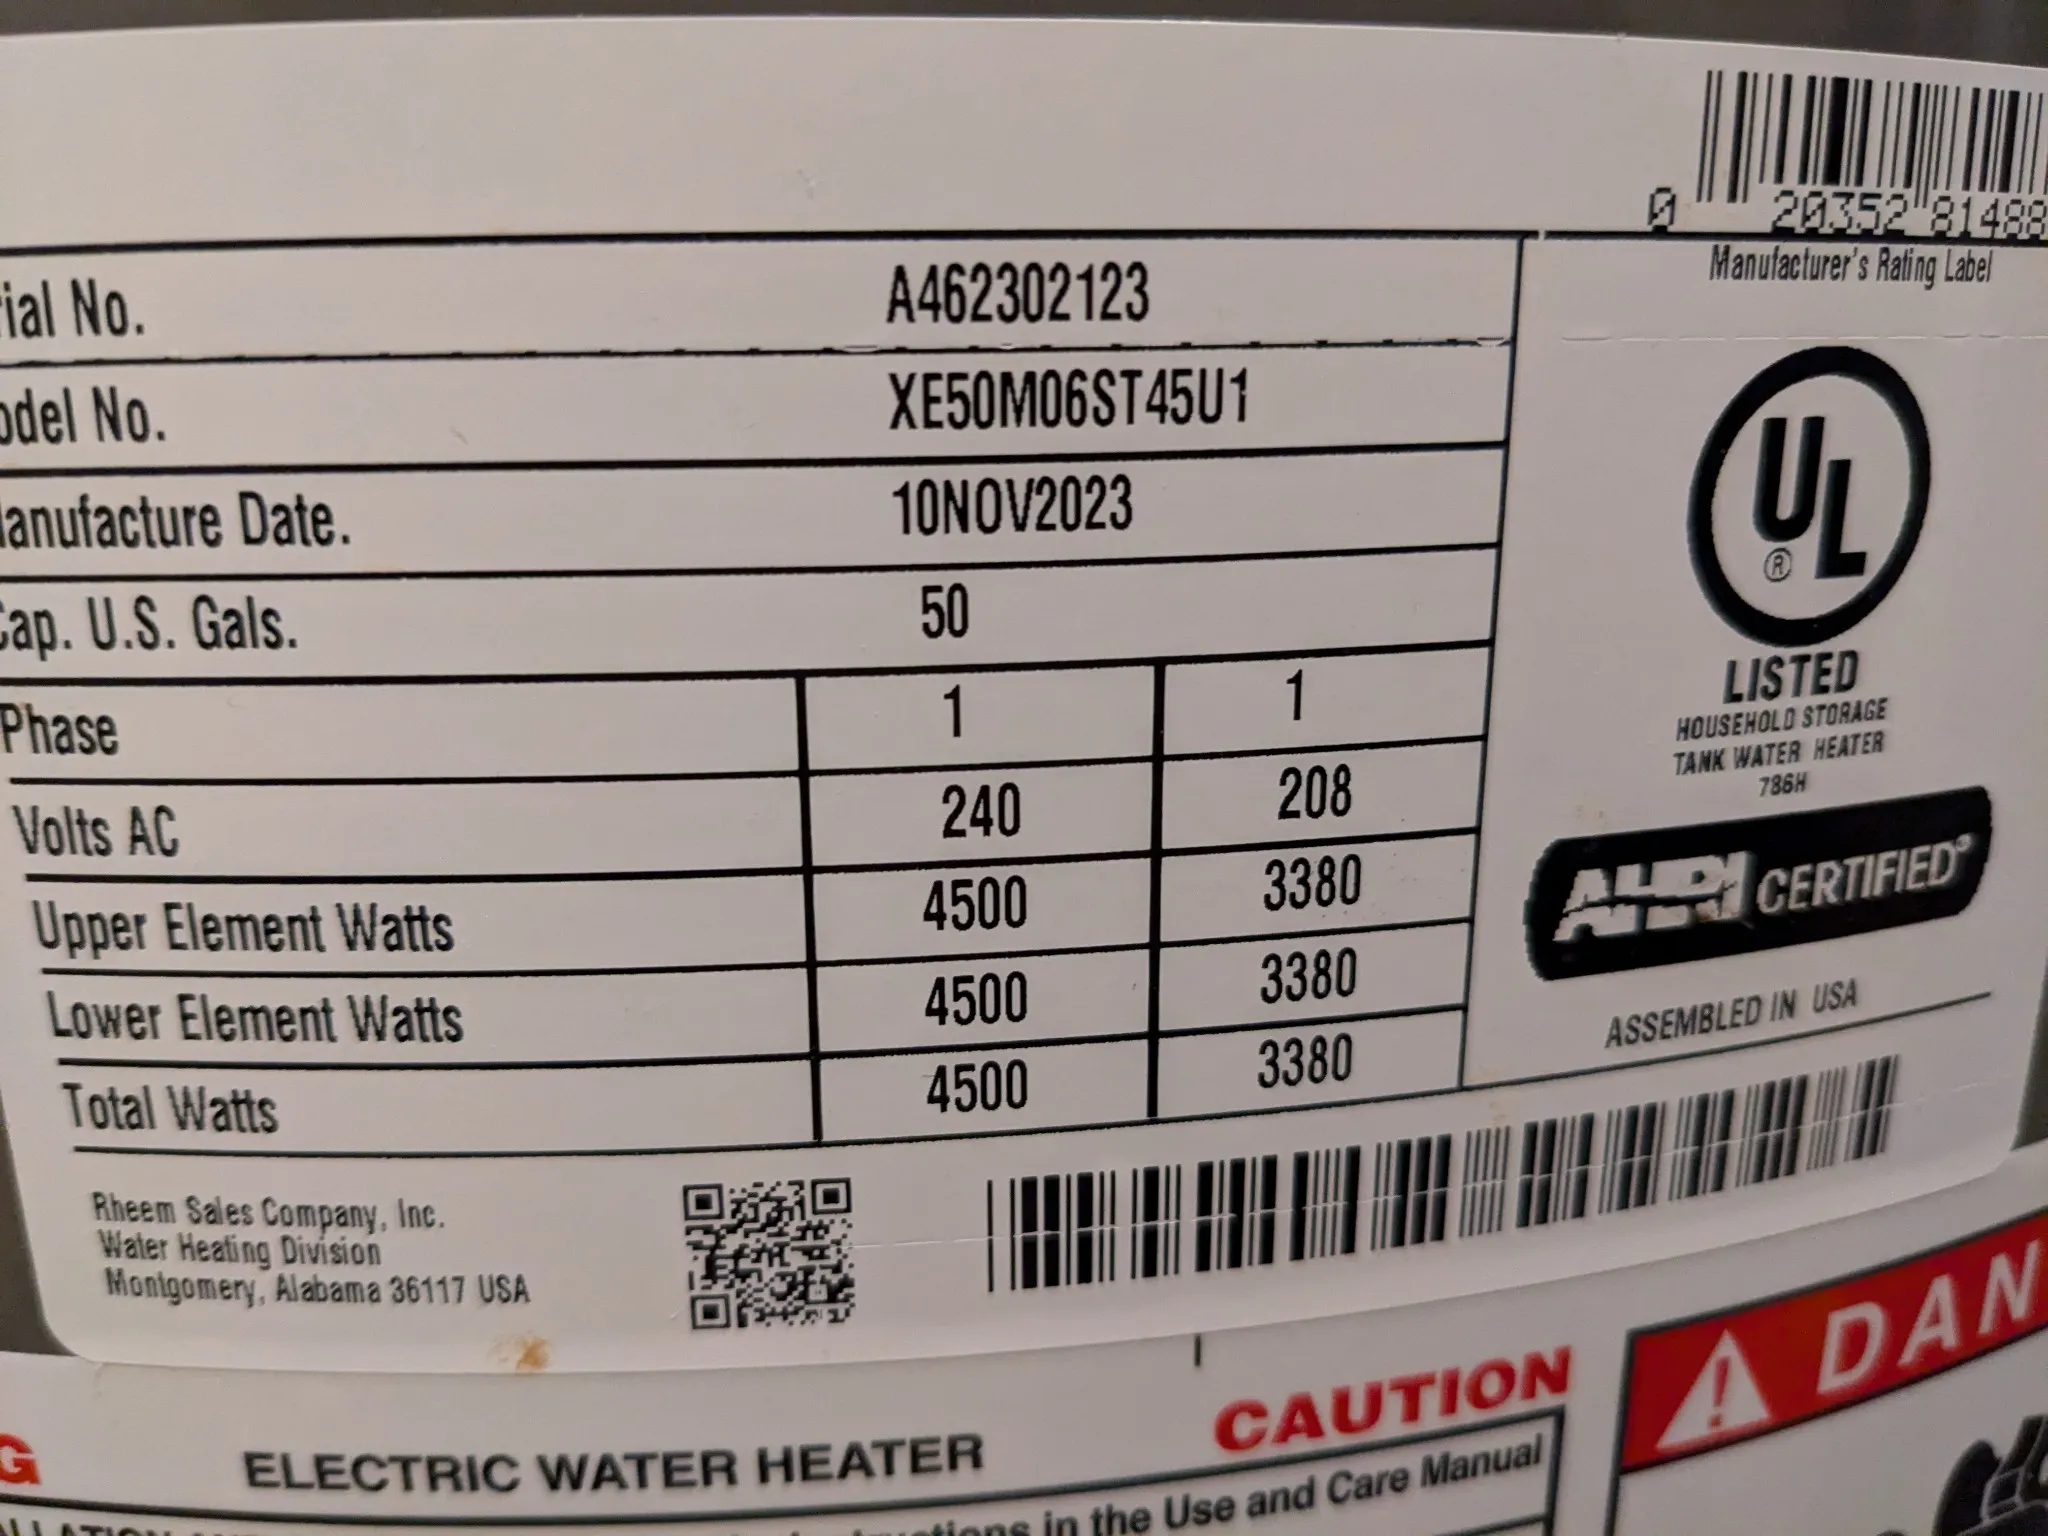 0 20352 81488
Manufacturer's Rating Label
ial No. A462302123
odel No. XE50M06ST45U1
anufacture Date. 10NOV2023
Cap. U.S. Gals. 50
Phase 1 1
Volts AC 240 208
Upper Element Watts 4500 3380
Lower Element Watts 4500 3380
Total Watts 4500 3380
UL
®
LISTED
HOUSEHOLD STORAGE
TANK WATER HEATER
786H
AHRI CERTIFIED®
ASSEMBLED IN USA
Rheem Sales Company, Inc.
Water Heating Division
Montgomery, Alabama 36117 USA
G
ELECTRIC WATER HEATER
CAUTION
DAN
in the Use and Care Manual